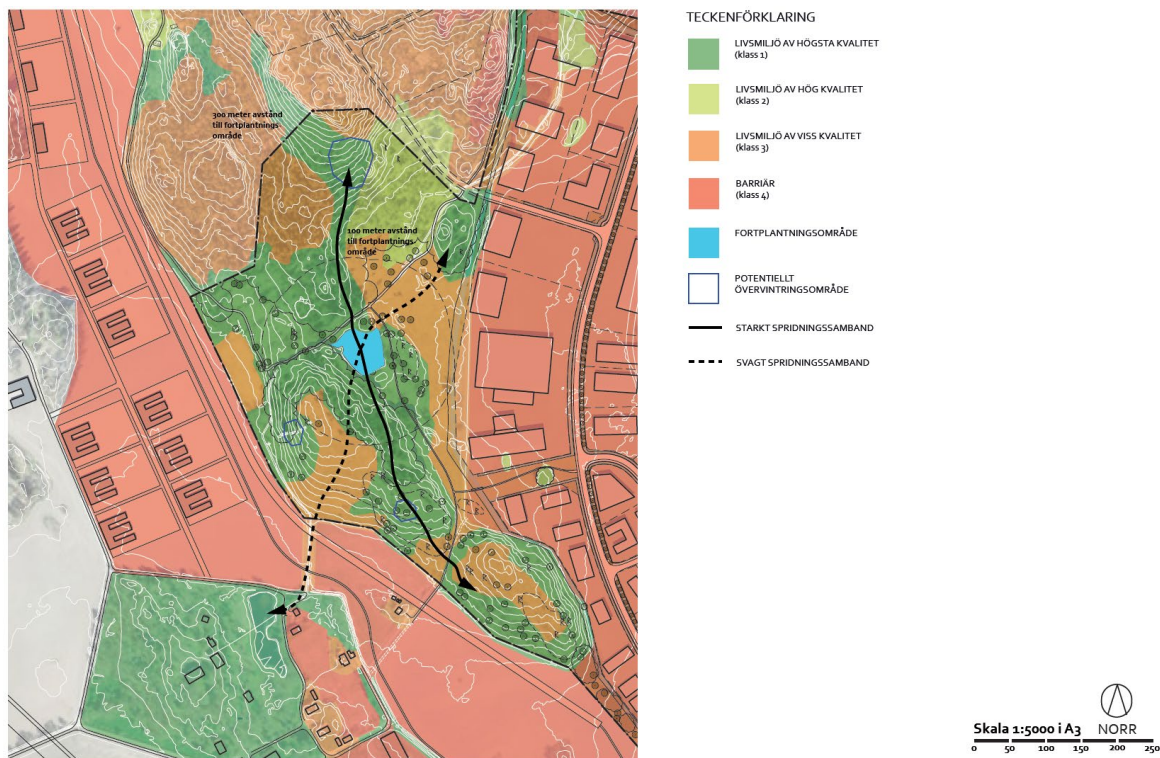 TECKENFÖRKLARING
LIVSMILJÖ AV HÖGSTA KVALITET
(klass 1)
LIVSMILJÖ AV HÖG KVALITET
(klass 2)
LIVSMILJÖ AV VISS KVALITET
(klass 3)
BARRIÄR
(klass 4)
FORTPLANTNINGSOMRÅDE
POTENTIELLT
ÖVERVINTRINGSOMRÅDE
STARKT SPRIDNINGSSAMBAND
SVAGT SPRIDNINGSSAMBAND
300 meter avstånd
till fortplantnings
område
100 meter avstånd
till fortplantnings
område
Skala 1:5000 i A3
NORR
0 50 100 150 200 250